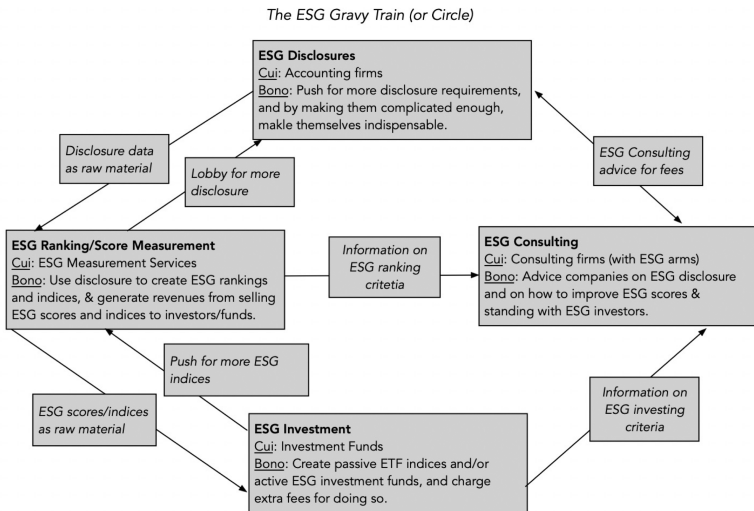 The ESG Gravy Train (or Circle)
ESG Disclosures
Cui: Accounting firms
Bono: Push for more disclosure requirements,
and by making them complicated enough,
makle themselves indispensable.
Disclosure data
as raw material
Lobby for more
disclosure
ESG Consulting
advice for fees
ESG Ranking/Score Measurement
Cui: ESG Measurement Services
Bono: Use disclosure to create ESG rankings
and indices, & generate revenues from selling
ESG scores and indices to investors/funds.
Information on
ESG ranking
critetia
ESG Consulting
Cui: Consulting firms (with ESG arms)
Bono: Advice companies on ESG disclosure
and on how to improve ESG scores &
standing with ESG investors.
Push for more ESG
indices
ESG scores/indices
as raw material
Information on
ESG investing
criteria
ESG Investment
Cui: Investment Funds
Bono: Create passive ETF indices and/or
active ESG investment funds, and charge
extra fees for doing so.